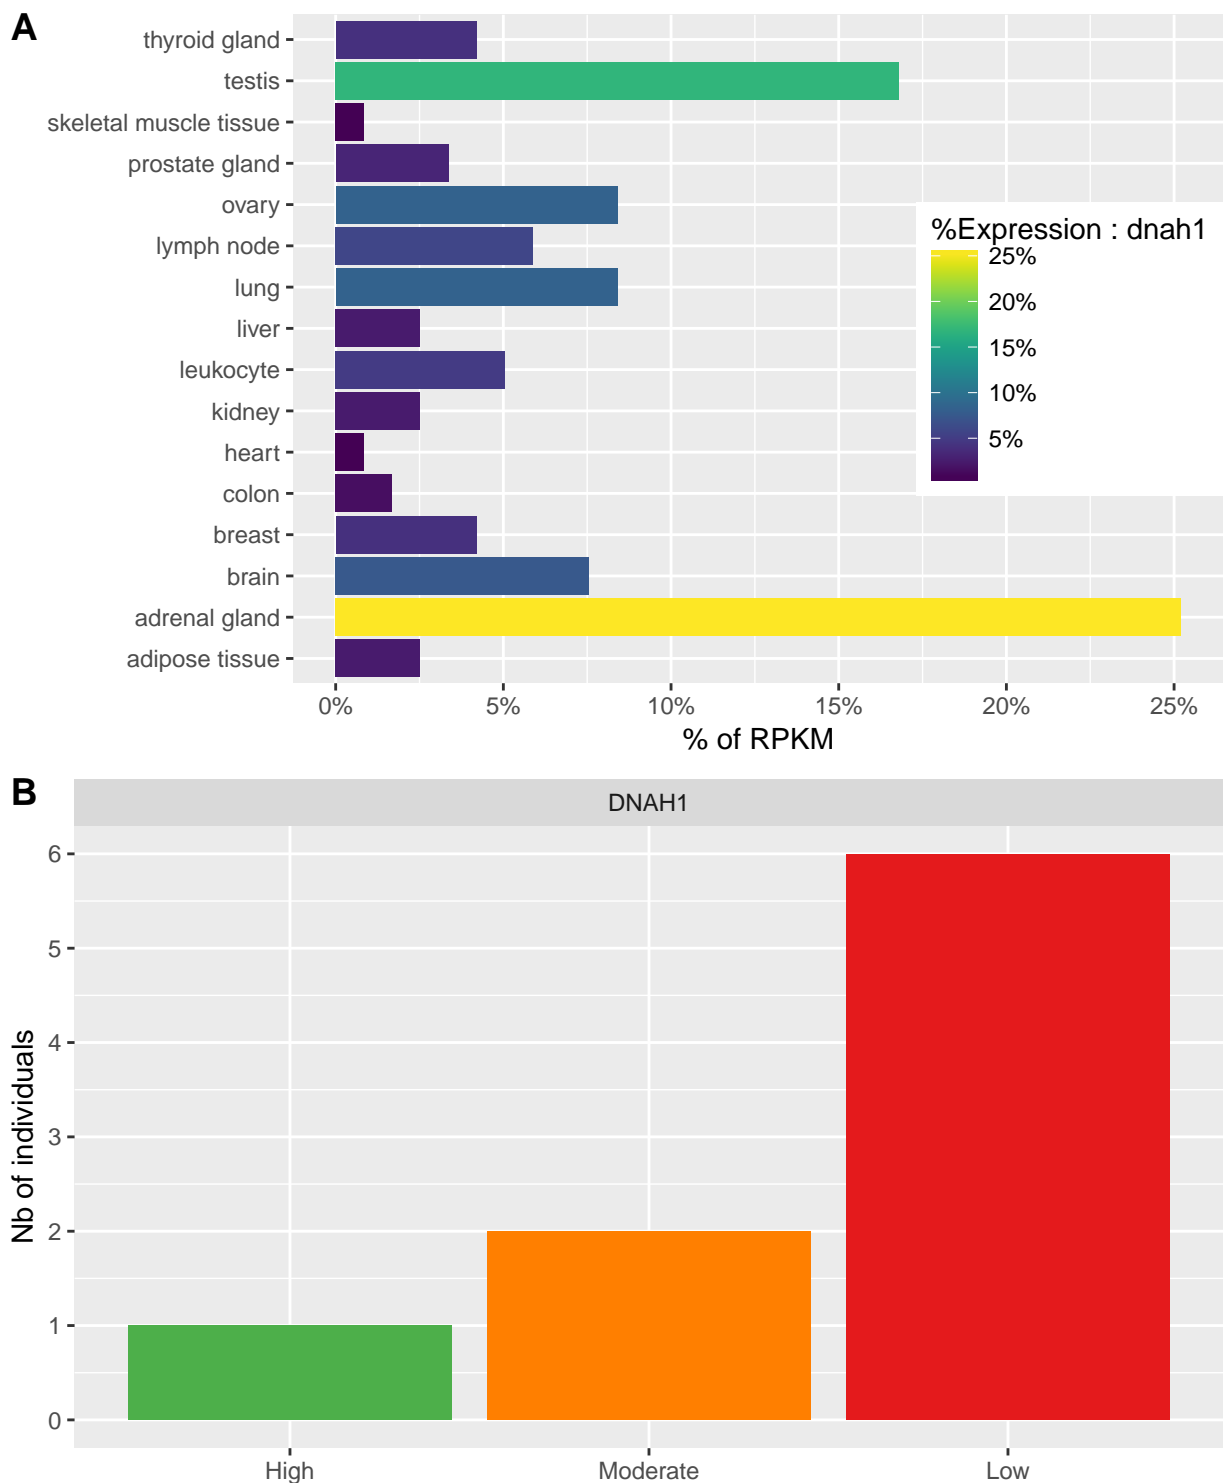 A
thyroid gland
testis
skeletal muscle tissue
prostate gland
ovary
lymph node
lung
liver
leukocyte
kidney
heart
colon
breast
brain
adrenal gland
adipose tissue
%Expression : dnah1
25%
20%
15%
10%
5%
0% 5% 10% 15% 20% 25%
% of RPKM
B
DNAH1
Nb of individuals
6
5
4
3
2
1
0
High Moderate Low